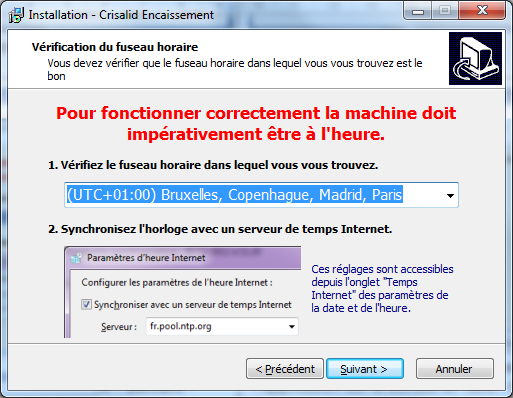 Installation - Crisalid Encaissement
Vérification du fuseau horaire
Vous devez vérifier que le fuseau horaire dans lequel vous vous trouvez est le
bon
Pour fonctionner correctement la machine doit
impérativement être à l'heure.
1. Vérifiez le fuseau horaire dans lequel vous vous trouvez.
(UTC+01:00) Bruxelles, Copenhague, Madrid, Paris
2. Synchronisez l'horloge avec un serveur de temps Internet.
Paramètres d'heure Internet
Configurer les paramètres de l'heure Internet :
Synchroniser avec un serveur de temps Internet
Serveur : fr.pool.ntp.org
Ces réglages sont accessibles
depuis l'onglet "Temps
Internet" des paramètres de
la date et de l'heure.
< Précédent Suivant > Annuler